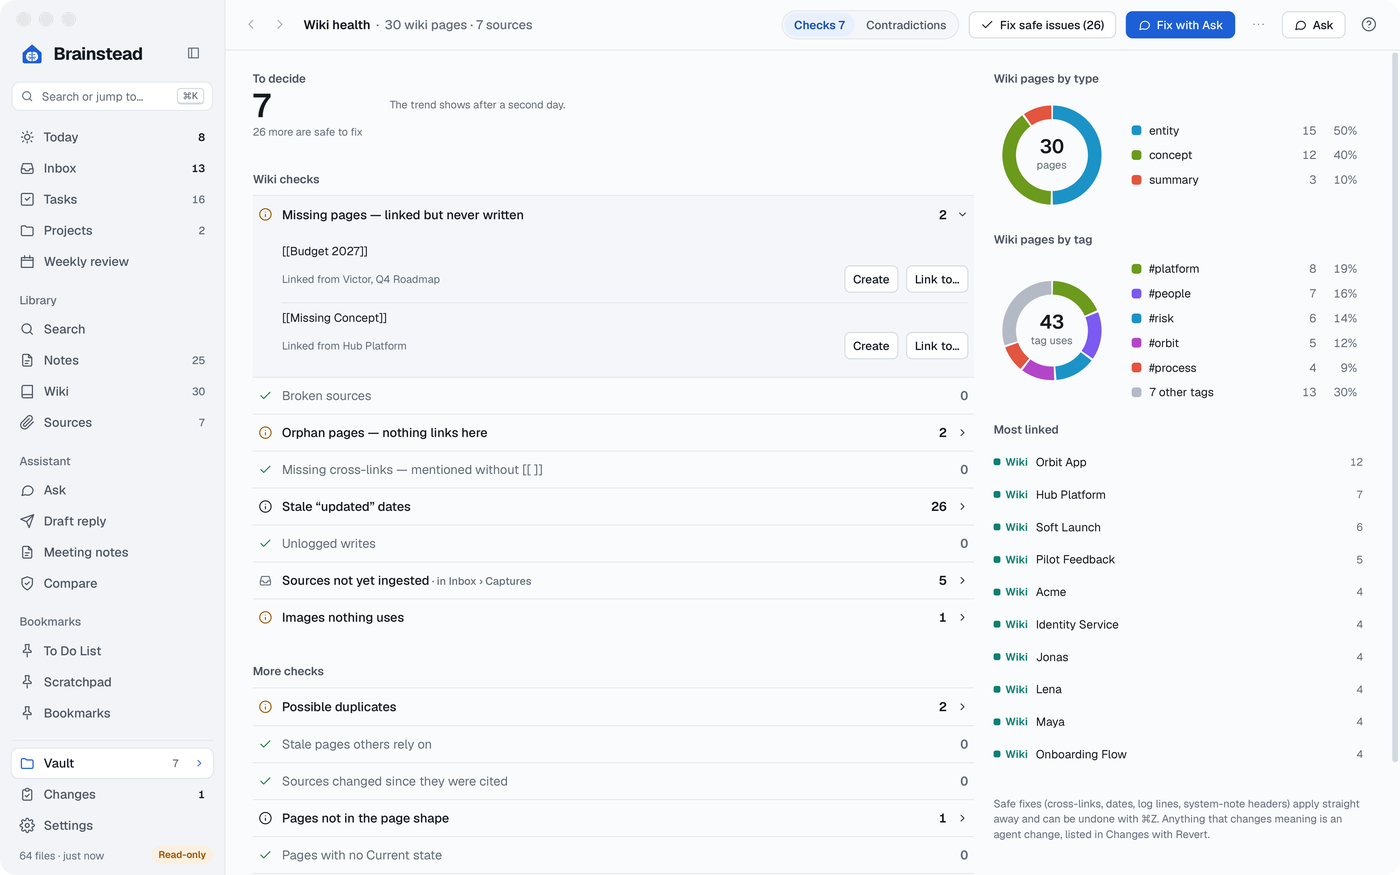 Brainstead
Search or jump to... ⌘K
Today 8
Inbox 13
Tasks 16
Projects 2
Weekly review
Library
Search
Notes 25
Wiki 30
Sources 7
Assistant
Ask
Draft reply
Meeting notes
Compare
Bookmarks
To Do List
Scratchpad
Bookmarks
Vault 7
Changes 1
Settings
64 files · just now Read-only
Wiki health · 30 wiki pages · 7 sources
Checks 7 Contradictions
Fix safe issues (26)
Fix with Ask
...
Ask
To decide
7
The trend shows after a second day.
26 more are safe to fix
Wiki checks
Missing pages — linked but never written 2
[[Budget 2027]]
Linked from Victor, Q4 Roadmap Create Link to...
[[Missing Concept]]
Linked from Hub Platform Create Link to...
Broken sources 0
Orphan pages — nothing links here 2
Missing cross-links — mentioned without [[ ]] 0
Stale “updated” dates 26
Unlogged writes 0
Sources not yet ingested · in Inbox › Captures 5
Images nothing uses 1
More checks
Possible duplicates 2
Stale pages others rely on 0
Sources changed since they were cited 0
Pages not in the page shape 1
Pages with no Current state 0
Wiki pages by type
30
pages
entity 15 50%
concept 12 40%
summary 3 10%
Wiki pages by tag
43
tag uses
#platform 8 19%
#people 7 16%
#risk 6 14%
#orbit 5 12%
#process 4 9%
7 other tags 13 30%
Most linked
Wiki Orbit App 12
Wiki Hub Platform 7
Wiki Soft Launch 6
Wiki Pilot Feedback 5
Wiki Acme 4
Wiki Identity Service 4
Wiki Jonas 4
Wiki Lena 4
Wiki Maya 4
Wiki Onboarding Flow 4
Safe fixes (cross-links, dates, log lines, system-note headers) apply straight
away and can be undone with ⌘Z. Anything that changes meaning is an
agent change, listed in Changes with Revert.